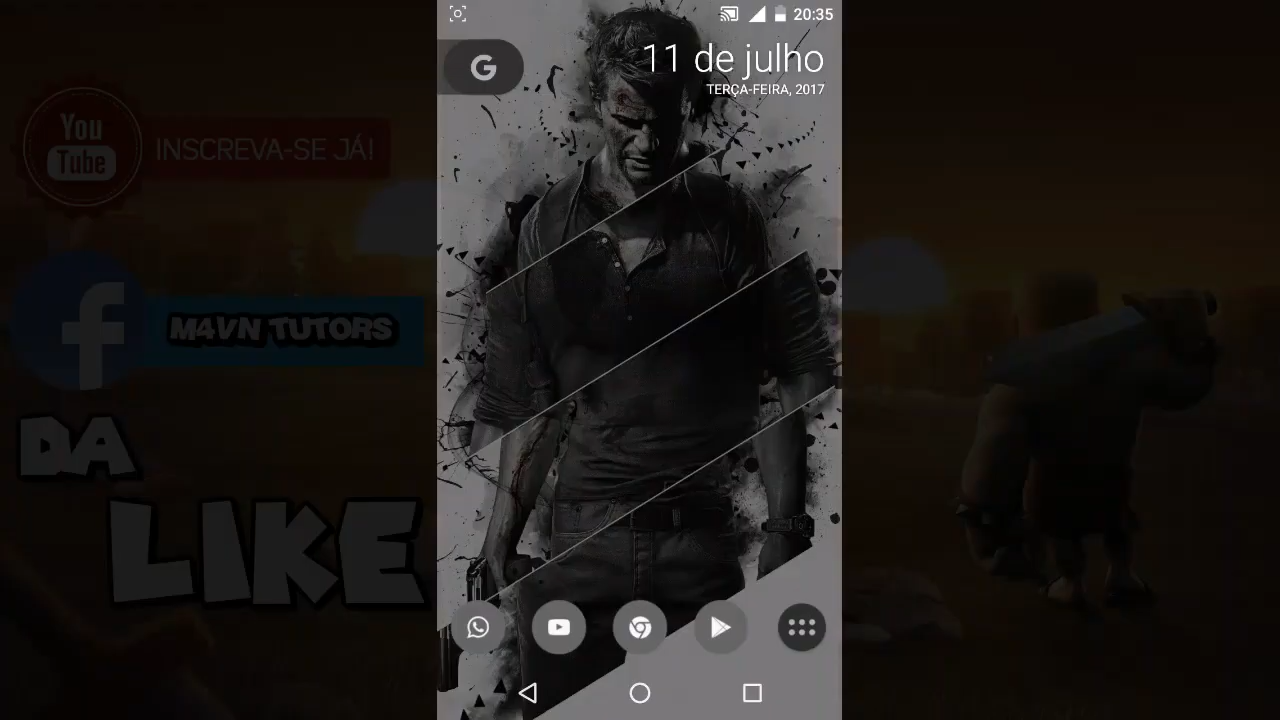 20:35
11 de julho
TERÇA-FEIRA, 2017
You
Tube
INSCREVA-SE JÁ!
M4VN TUTORS
DA
LIKE